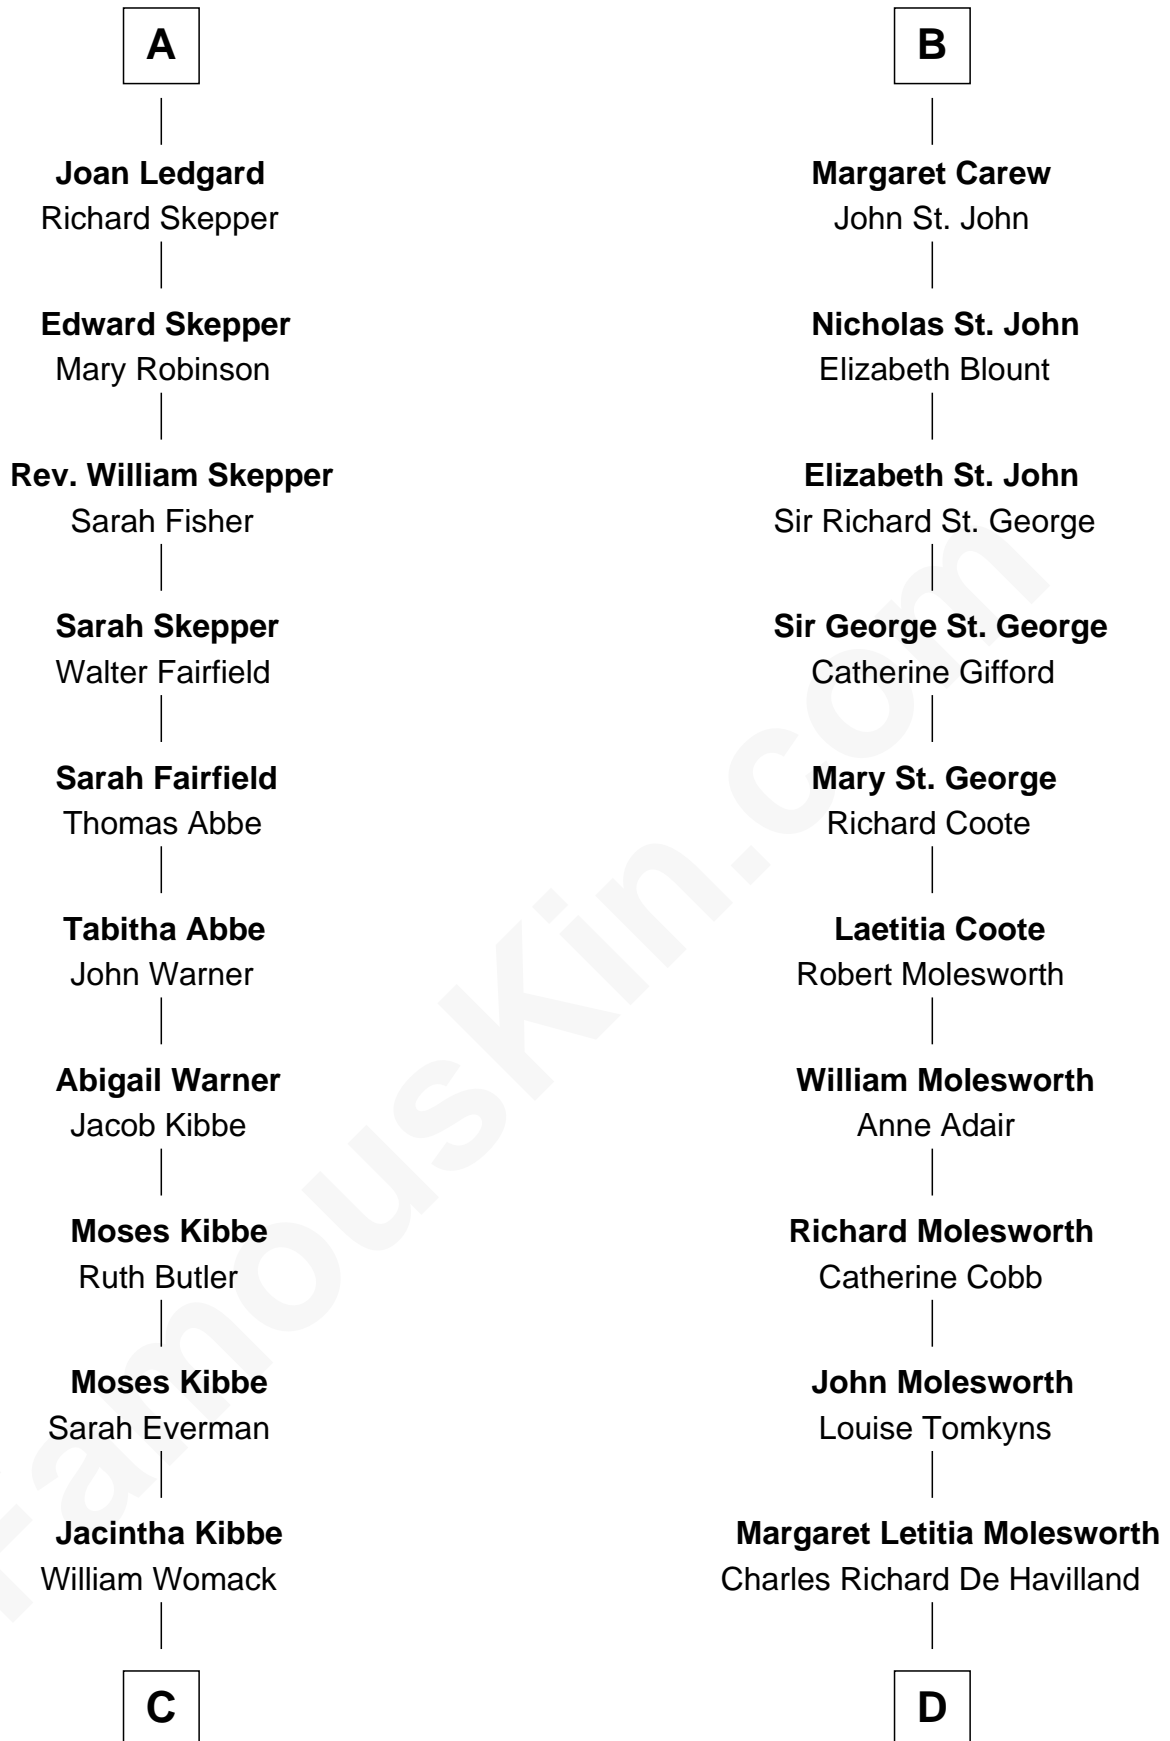 A
Joan Ledgard
Richard Skepper
Edward Skepper
Mary Robinson
Rev. William Skepper
Sarah Fisher
Sarah Skepper
Walter Fairfield
Sarah Fairfield
Thomas Abbe
Tabitha Abbe
John Warner
Abigail Warner
Jacob Kibbe
Moses Kibbe
Ruth Butler
Moses Kibbe
Sarah Everman
Jacintha Kibbe
William Womack
C
B
Margaret Carew
John St. John
Nicholas St. John
Elizabeth Blount
Elizabeth St. John
Sir Richard St. George
Sir George St. George
Catherine Gifford
Mary St. George
Richard Coote
Laetitia Coote
Robert Molesworth
William Molesworth
Anne Adair
Richard Molesworth
Catherine Cobb
John Molesworth
Louise Tomkyns
Margaret Letitia Molesworth
Charles Richard De Havilland
D
FamousKin.com